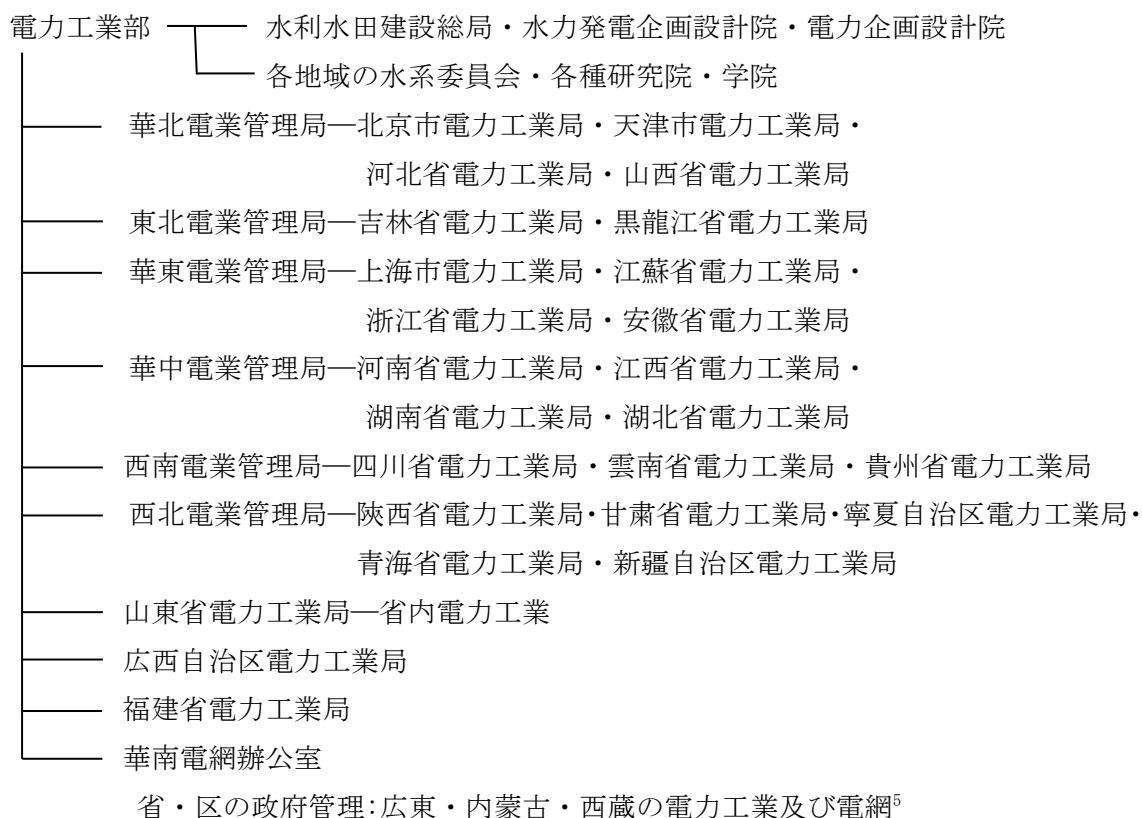 電力工業部 水利水田建設総局・水力発電企画設計院・電力企画設計院
各地域の水系委員会・各種研究院・学院
華北電業管理局―北京市電力工業局・天津市電力工業局・
河北省電力工業局・山西省電力工業局
東北電業管理局―吉林省電力工業局・黒龍江省電力工業局
華東電業管理局―上海市電力工業局・江蘇省電力工業局・
浙江省電力工業局・安徽省電力工業局
華中電業管理局―河南省電力工業局・江西省電力工業局・
湖南省電力工業局・湖北省電力工業局
西南電業管理局―四川省電力工業局・雲南省電力工業局・貴州省電力工業局
西北電業管理局―陝西省電力工業局・甘粛省電力工業局・寧夏自治区電力工業局・
青海省電力工業局・新疆自治区電力工業局
山東省電力工業局―省内電力工業
広西自治区電力工業局
福建省電力工業局
華南電網辦公室
省・区の政府管理:広東・内蒙古・西蔵の電力工業及び電網5